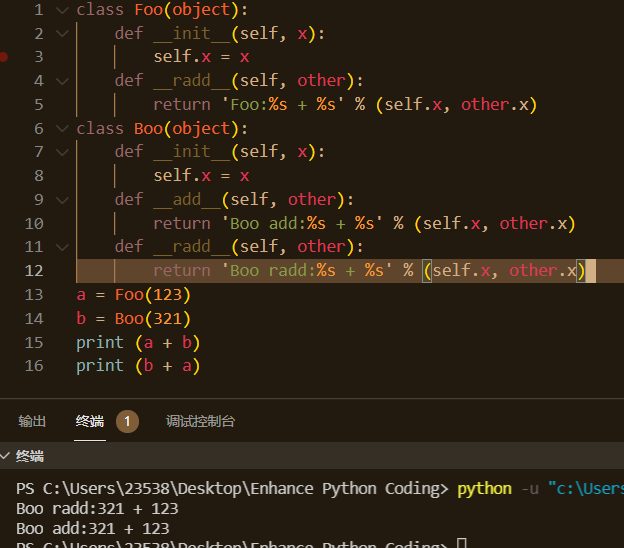 1 class Foo(object):
2     def __init__(self, x):
3         self.x = x
4     def __radd__(self, other):
5         return 'Foo:%s + %s' % (self.x, other.x)
6 class Boo(object):
7     def __init__(self, x):
8         self.x = x
9     def __add__(self, other):
10         return 'Boo add:%s + %s' % (self.x, other.x)
11     def __radd__(self, other):
12         return 'Boo radd:%s + %s' % (self.x, other.x)
13 a = Foo(123)
14 b = Boo(321)
15 print (a + b)
16 print (b + a)
输出 终端 1 调试控制台
终端
PS C:\Users\23538\Desktop\Enhance Python Coding> python -u "c:\Users
Boo radd:321 + 123
Boo add:321 + 123
PS C:\Users\23538\Desktop\Enhance Python Coding>